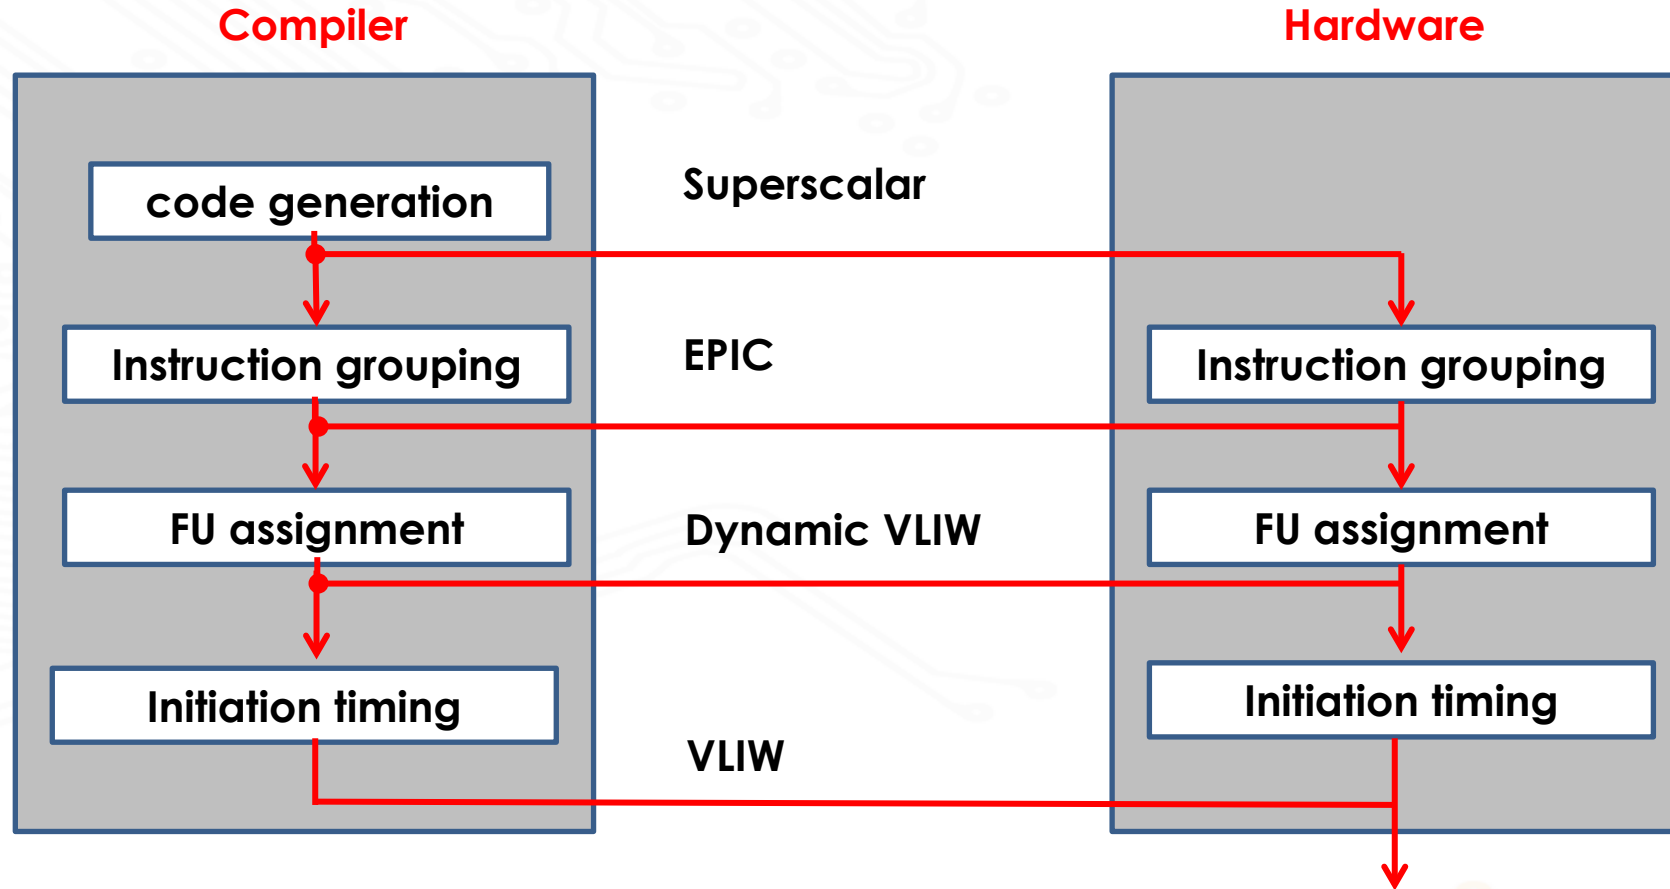 Compiler
Hardware
code generation
Superscalar
Instruction grouping
EPIC
Instruction grouping
FU assignment
Dynamic VLIW
FU assignment
Initiation timing
VLIW
Initiation timing